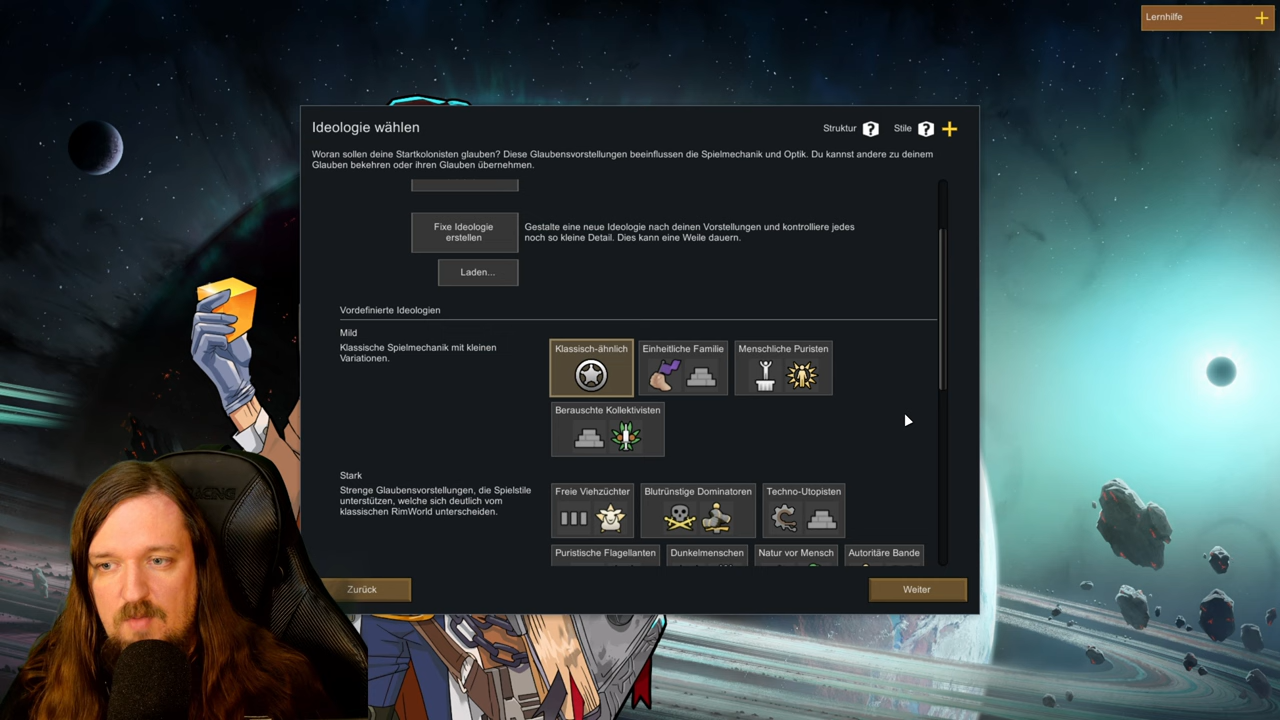 Lernhilfe
Ideologie wählen
Struktur
Stile
Woran sollen deine Startkolonisten glauben? Diese Glaubensvorstellungen beeinflussen die Spielmechanik und Optik. Du kannst andere zu deinem
Glauben bekehren oder ihren Glauben übernehmen.
Fixe Ideologie
erstellen
Gestalte eine neue Ideologie nach deinen Vorstellungen und kontrolliere jedes
noch so kleine Detail. Dies kann eine Weile dauern.
Laden...
Vordefinierte Ideologien
Mild
Klassische Spielmechanik mit kleinen
Variationen.
Klassisch-ähnlich
Einheitliche Familie
Menschliche Puristen
Berauschte Kollektivisten
Stark
Strenge Glaubensvorstellungen, die Spielstile
unterstützen, welche sich deutlich vom
klassischen RimWorld unterscheiden.
Freie Viehzüchter
Blutrünstige Dominatoren
Techno-Utopisten
Puristische Flagellanten
Dunkelmenschen
Natur vor Mensch
Autoritäre Bande
Zurück
Weiter